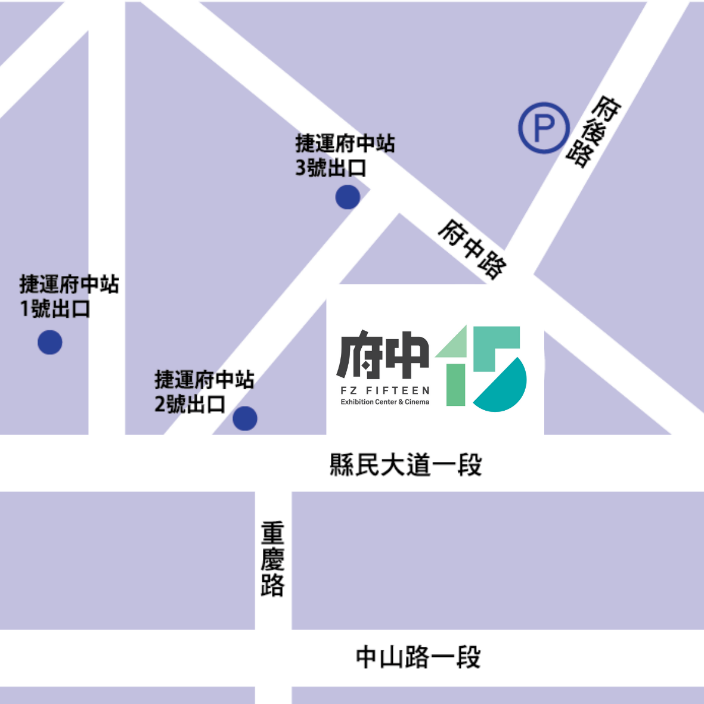 P
府後路
捷運府中站
3號出口
府中路
捷運府中站
1號出口
府中15
FZ FIFTEEN
Exhibition Center & Cinema
捷運府中站
2號出口
縣民大道一段
重慶路
中山路一段